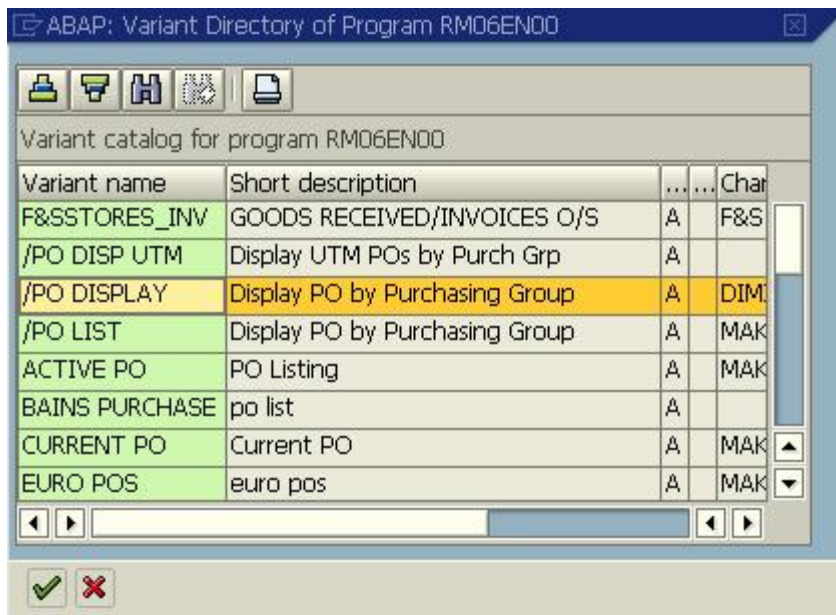 ABAP: Variant Directory of Program RM06EN00
Variant catalog for program RM06EN00
Variant name Short description ... ... Char
F&SSTORES_INV GOODS RECEIVED/INVOICES O/S A F&S
/PO DISP UTM Display UTM POs by Purch Grp A
/PO DISPLAY Display PO by Purchasing Group A DIM
/PO LIST Display PO by Purchasing Group A MAK
ACTIVE PO PO Listing A MAK
BAINS PURCHASE po list A
CURRENT PO Current PO A MAK
EURO POS euro pos A MAK